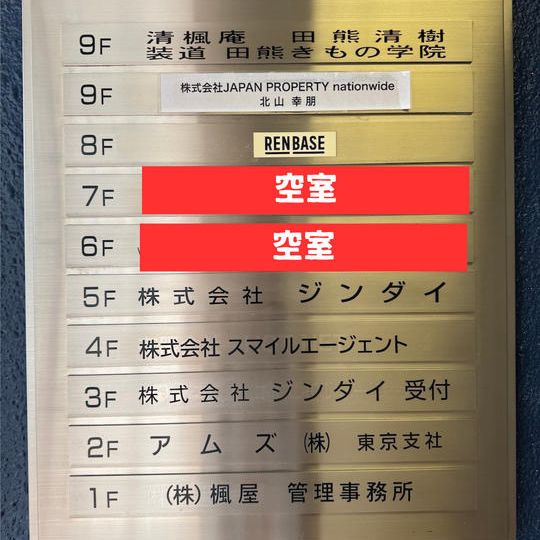 9F 清楓庵 田熊清樹
装道 田熊きもの学院
9F 株式会社JAPAN PROPERTY nationwide
北山 幸朋
8F RENBASE
7F 空室
6F 空室
5F 株式会社 ジンダイ
4F 株式会社 スマイルエージェント
3F 株式会社 ジンダイ 受付
2F アムズ (株) 東京支社
1F (株) 楓屋 管理事務所